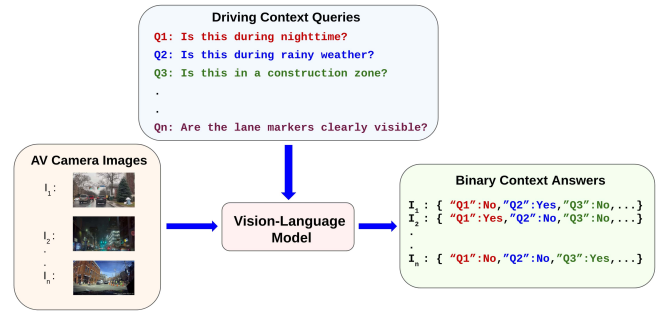 Driving Context Queries
Q1: Is this during nighttime?
Q2: Is this during rainy weather?
Q3: Is this in a construction zone?
.
.
Qn: Are the lane markers clearly visible?
AV Camera Images
I1:
I2:
.
.
In:
Vision-Language
Model
Binary Context Answers
I1 : { “Q1”:No,”Q2”:Yes,”Q3”:No,...}
I2 : { “Q1”:Yes,”Q2”:No,”Q3”:No,...}
.
.
In : { “Q1”:No,”Q2”:No,”Q3”:Yes,...}